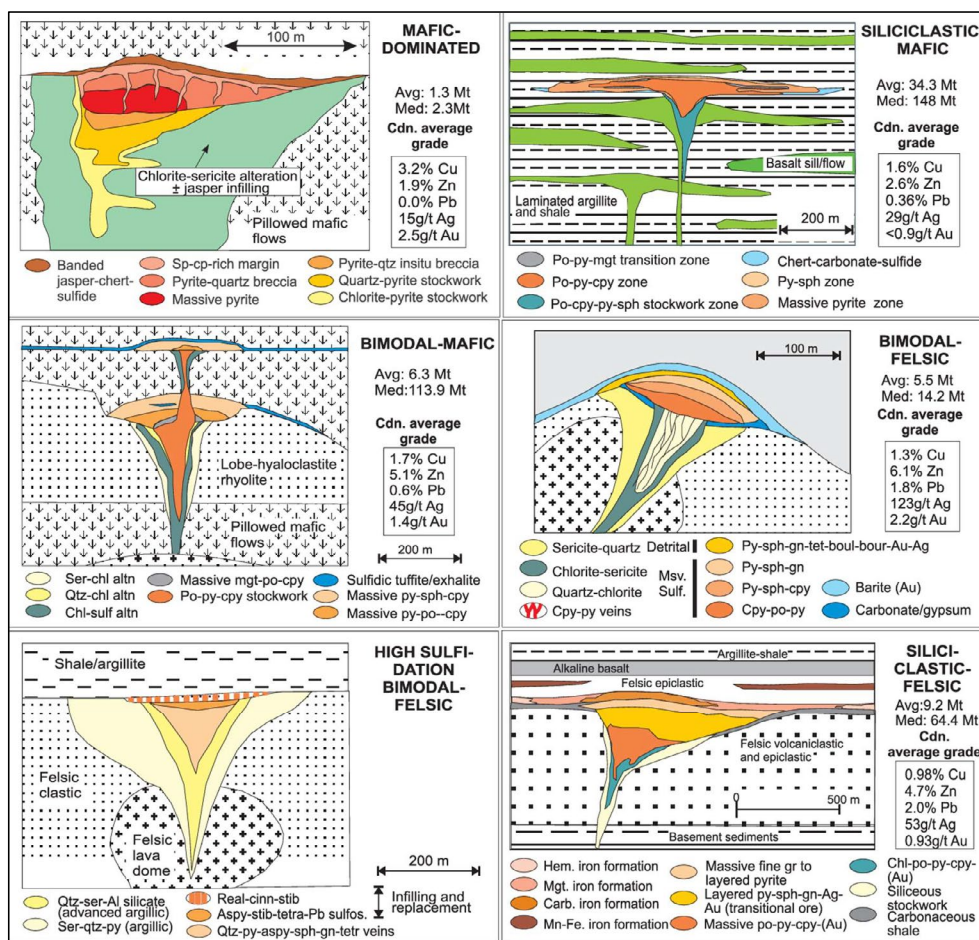 100 m
MAFIC-
DOMINATED
Avg: 1.3 Mt
Med: 2.3Mt
Cdn. average
grade
3.2% Cu
1.9% Zn
0.0% Pb
15g/t Ag
2.5g/t Au
Chlorite-sericite alteration
± jasper infilling
Pillowed mafic
flows
Banded
jasper-chert-
sulfide
Sp-cp-rich margin
Pyrite-quartz breccia
Massive pyrite
Pyrite-qtz insitu breccia
Quartz-pyrite stockwork
Chlorite-pyrite stockwork
SILICICLASTIC
MAFIC
Avg: 34.3 Mt
Med: 148 Mt
Cdn. average
grade
1.6% Cu
2.6% Zn
0.36% Pb
29g/t Ag
<0.9g/t Au
Basalt sill/flow
Laminated argillite
and shale
200 m
Po-py-mgt transition zone
Po-py-cpy zone
Po-cpy-py-sph stockwork zone
Chert-carbonate-sulfide
Py-sph zone
Massive pyrite zone
BIMODAL-MAFIC
Avg: 6.3 Mt
Med:113.9 Mt
Cdn. average
grade
1.7% Cu
5.1% Zn
0.6% Pb
45g/t Ag
1.4g/t Au
Lobe-hyaloclastite
rhyolite
Pillowed mafic
flows
200 m
Ser-chl altn
Qtz-chl altn
Chl-sulf altn
Massive mgt-po-cpy
Po-py-cpy stockwork
Sulfidic tuffite/exhalite
Massive py-sph-cpy
Massive py-po--cpy
BIMODAL-
FELSIC
100 m
Avg: 5.5 Mt
Med: 14.2 Mt
Cdn. average
grade
1.3% Cu
6.1% Zn
1.8% Pb
123g/t Ag
2.2g/t Au
Sericite-quartz
Chlorite-sericite
Quartz-chlorite
Cpy-py veins
Detrital
Msv.
Sulf.
Py-sph-gn-tet-boul-bour-Au-Ag
Py-sph-gn
Py-sph-cpy
Cpy-po-py
Barite (Au)
Carbonate/gypsum
Shale/argillite
HIGH SULFI-
DATION
BIMODAL-
FELSIC
Felsic
clastic
Felsic
lava
dome
200 m
Infilling and
replacement
Qtz-ser-Al silicate
(advanced argillic)
Ser-qtz-py (argillic)
Real-cinn-stib
Aspy-stib-tetra-Pb sulfos.
Qtz-py-aspy-sph-gn-tetr veins
Argillite-shale
Alkaline basalt
Felsic epiclastic
SILICI-
CLASTIC-
FELSIC
Avg:9.2 Mt
Med: 64.4 Mt
Cdn.
average grade
0.98% Cu
4.7% Zn
2.0% Pb
53g/t Ag
0.93g/t Au
Felsic volcaniclastic
and epiclastic
0 500 m
Basement sediments
Hem. iron formation
Mgt. iron formation
Carb. iron formation
Mn-Fe. iron formation
Massive fine gr to
layered pyrite
Layered py-sph-gn-Ag-
Au (transitional ore)
Massive po-py-cpy-(Au)
Chl-po-py-cpy-
(Au)
Siliceous
stockwork
Carbonaceous
shale